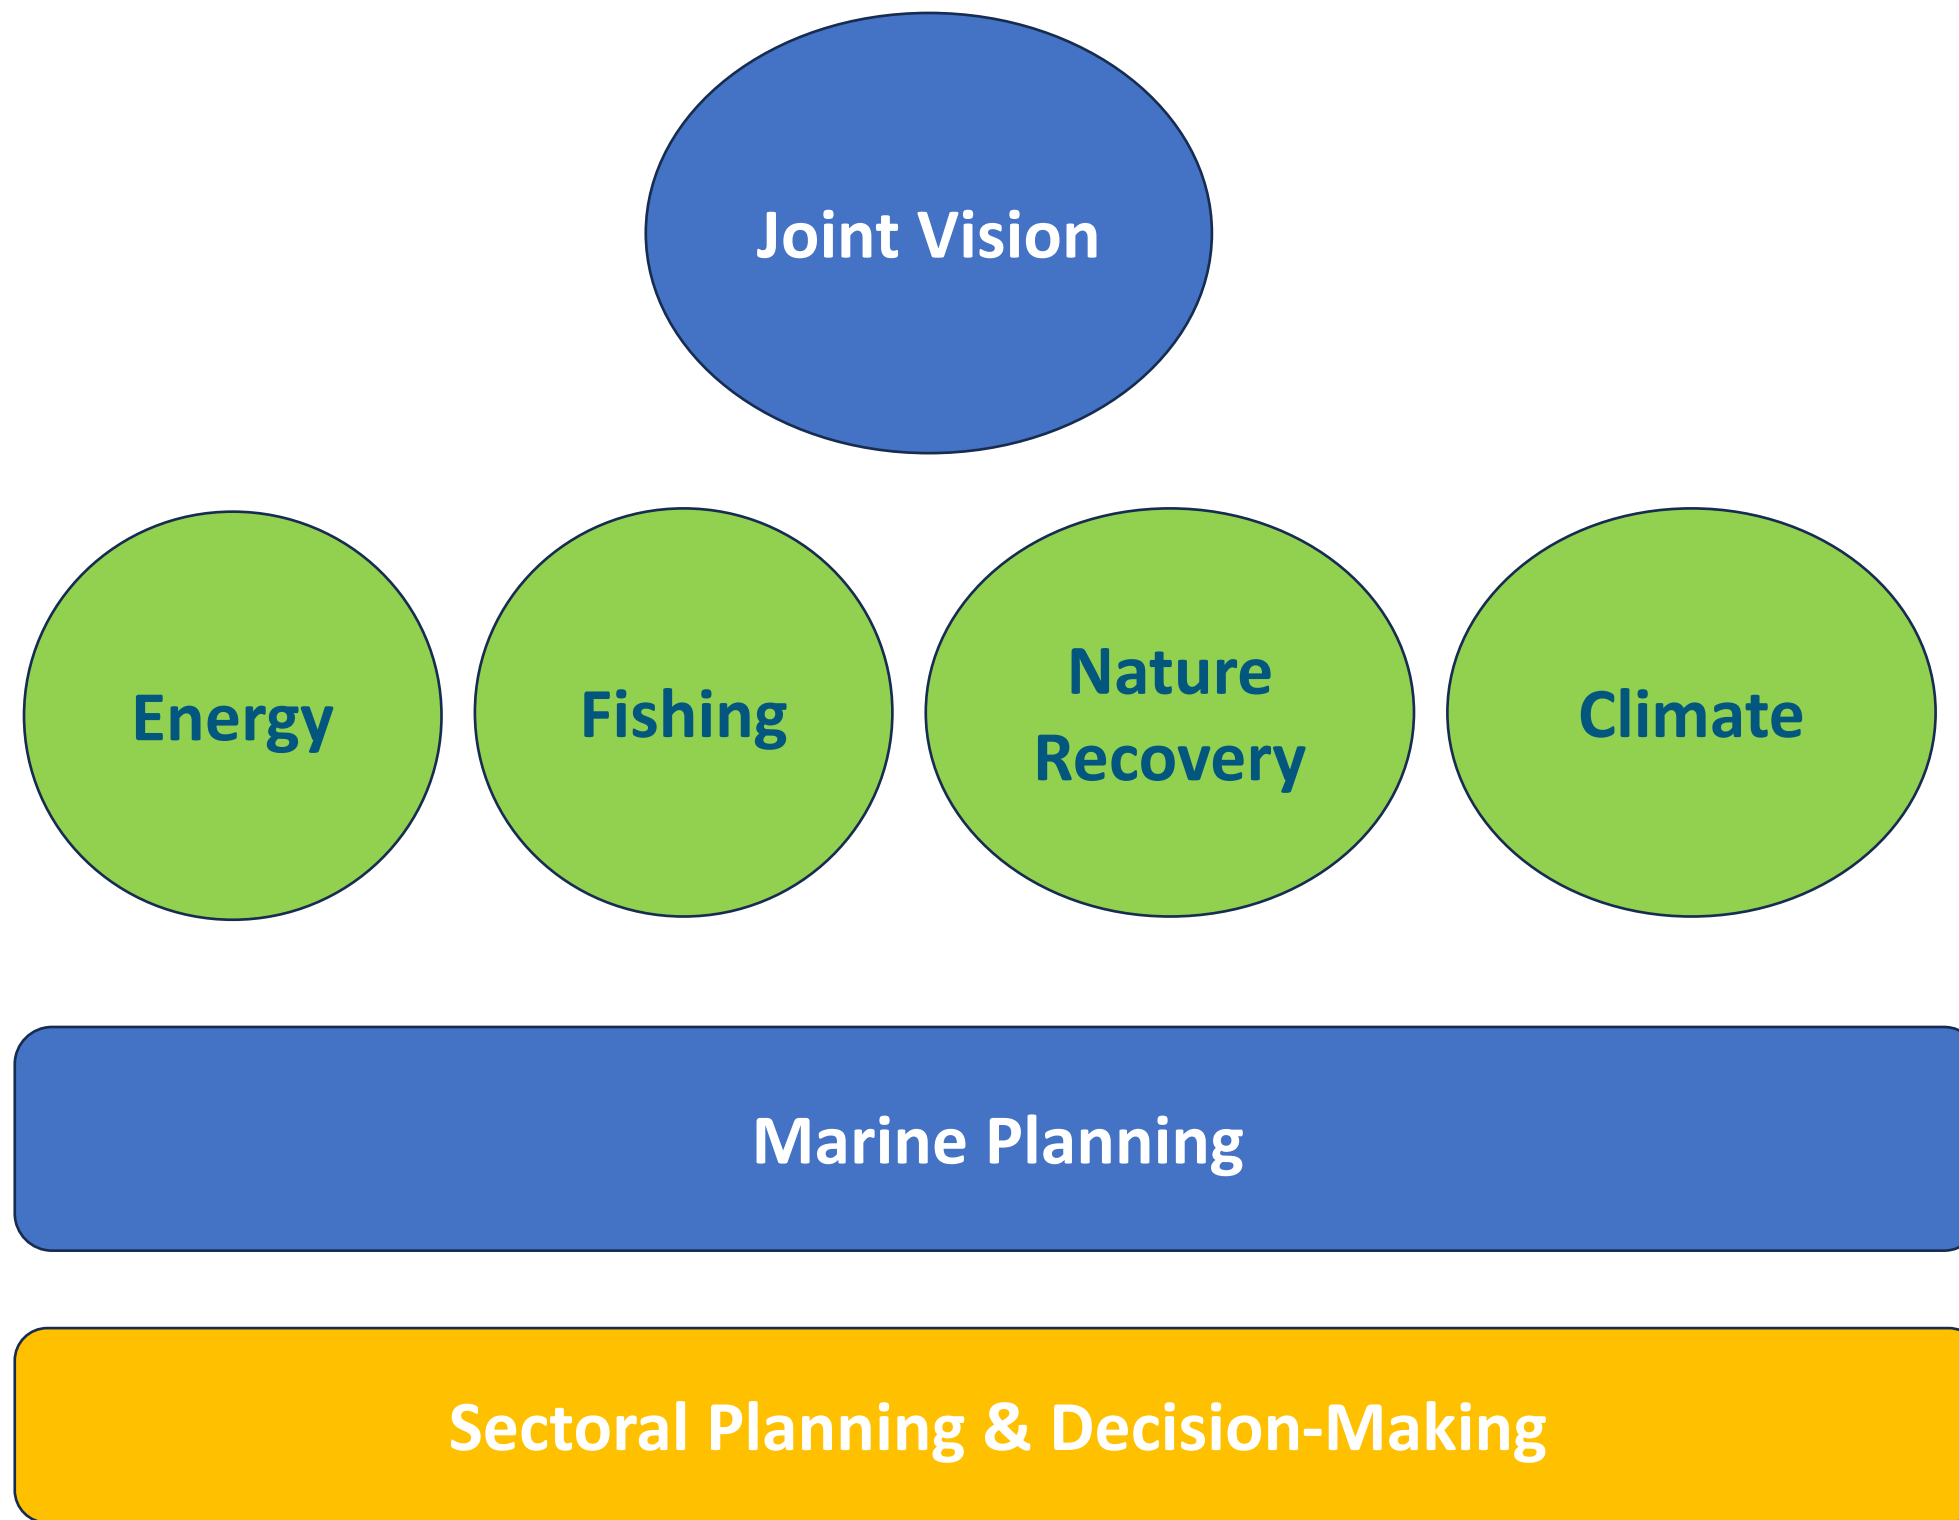 Joint Vision
Energy
Fishing
Nature
Recovery
Climate
Marine Planning
Sectoral Planning & Decision-Making